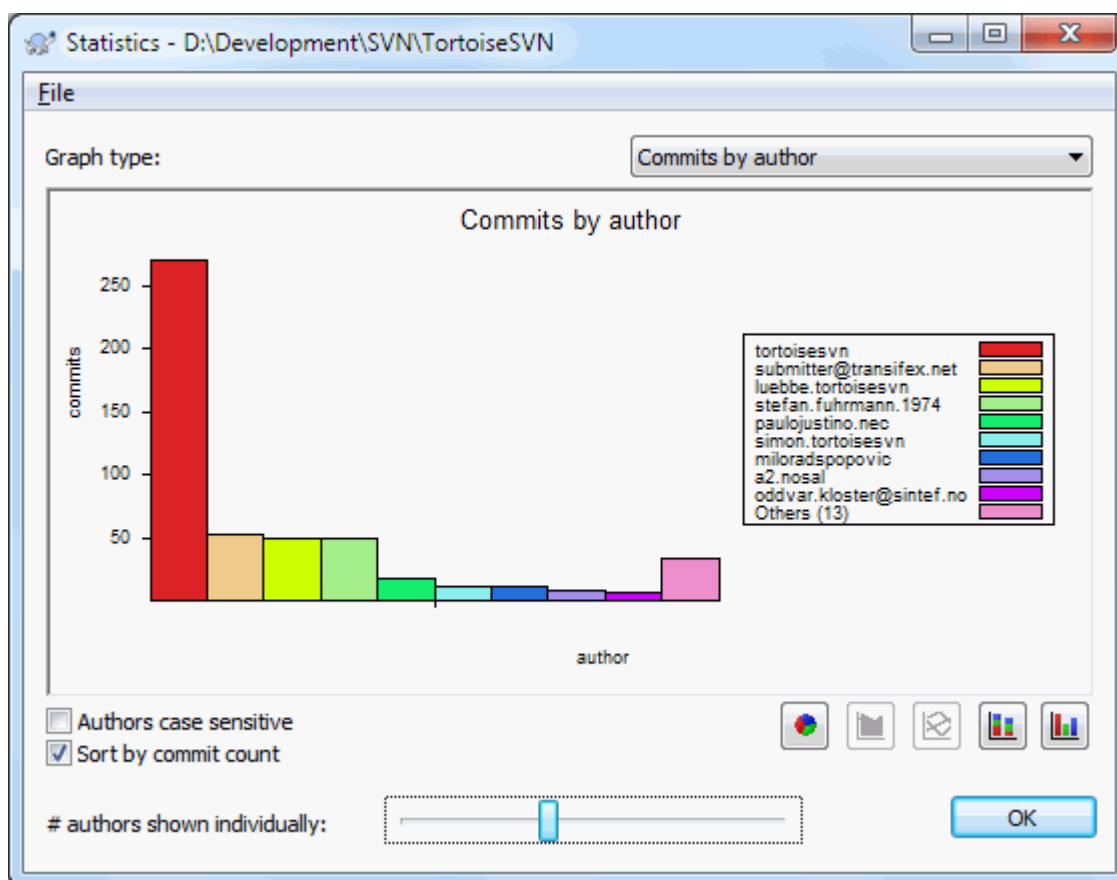 Statistics - D:\Development\SVN\TortoiseSVN
File
Graph type:
Commits by author
Commits by author
250
200
150
100
50
commits
author
tortoisesvn
submitter@transifex.net
luebbe.tortoisesvn
stefan.fuhrmann.1974
paulojustino.nec
simon.tortoisesvn
miloradspopovic
a2.nosal
oddvar.kloster@sintef.no
Others (13)
Authors case sensitive
Sort by commit count
# authors shown individually:
OK